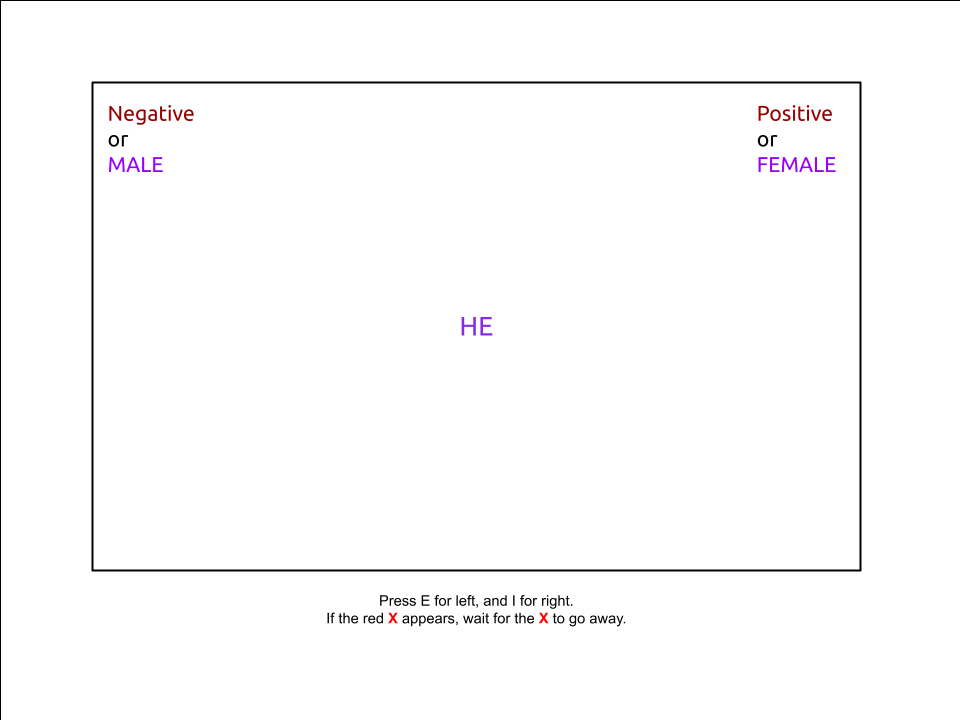 Negative
or
MALE
Positive
or
FEMALE
HE
Press E for left, and I for right.
If the red X appears, wait for the X to go away.